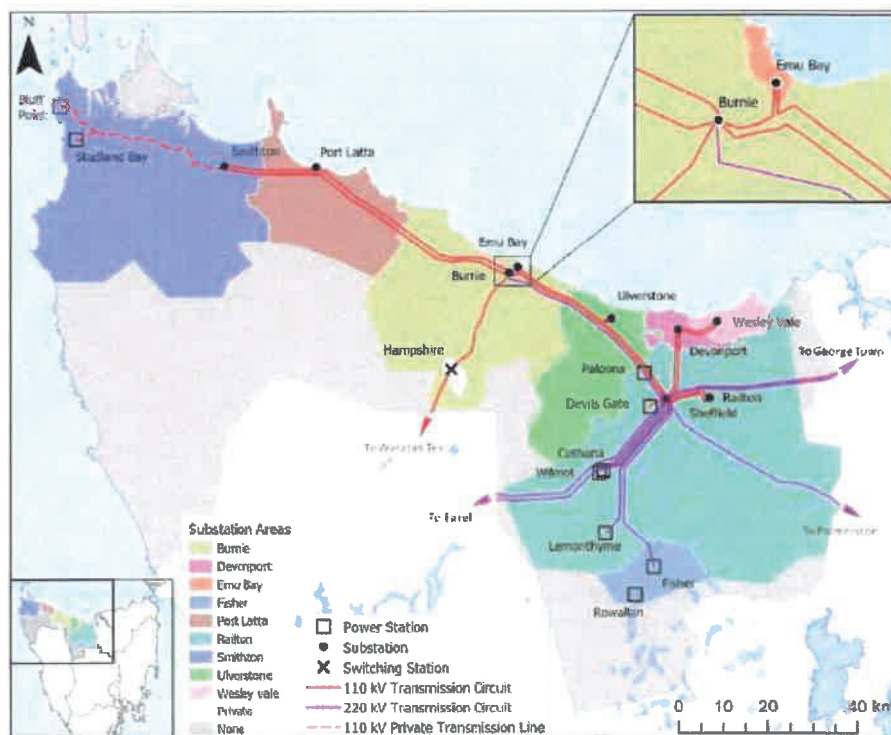 N
Emu Bay
Burnie
Bluff
Point
Studland Bay
Smithton
Port Latta
Emu Bay
Burnie
Ulverstone
Wesley Vale
Devonport
To George Town
Hampshire
Paloona
Devils Gate
Railton
Sheffield
Cethana
Wilmot
To Farrell
Lemonthyme
Fisher
Rowallan
Substation Areas
Burnie
Devonport
Emu Bay
Fisher
Port Latta
Railton
Smithton
Ulverstone
Wesley vale
Private
None
Power Station
Substation
Switching Station
110 kV Transmission Circuit
220 kV Transmission Circuit
110 kV Private Transmission Line
0 10 20 40 km